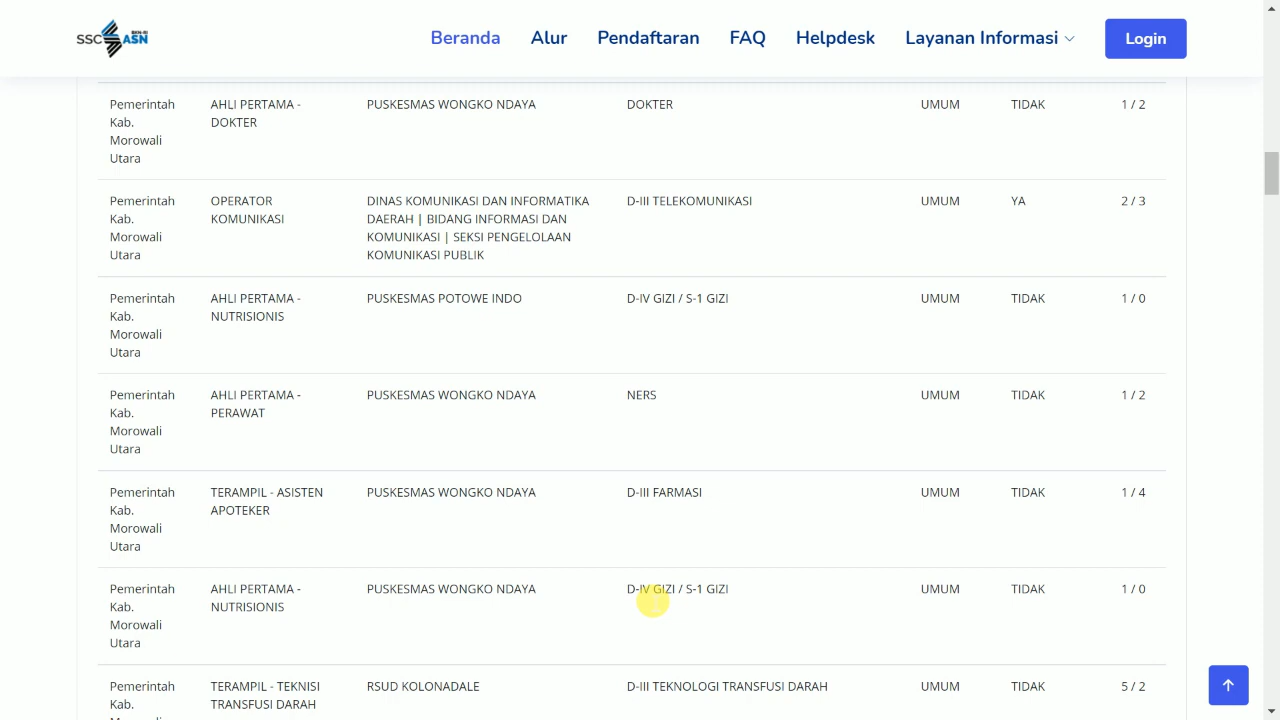 SSC ASN BKN-RI
Beranda Alur Pendaftaran FAQ Helpdesk Layanan Informasi Login
Pemerintah AHLI PERTAMA - PUSKESMAS WONGKO NDAYA DOKTER UMUM TIDAK 1 / 2
Kab. DOKTER
Morowali
Utara
Pemerintah OPERATOR DINAS KOMUNIKASI DAN INFORMATIKA D-III TELEKOMUNIKASI UMUM YA 2 / 3
Kab. KOMUNIKASI DAERAH | BIDANG INFORMASI DAN
Morowali KOMUNIKASI | SEKSI PENGELOLAAN
Utara KOMUNIKASI PUBLIK
Pemerintah AHLI PERTAMA - PUSKESMAS POTOWE INDO D-IV GIZI / S-1 GIZI UMUM TIDAK 1 / 0
Kab. NUTRISIONIS
Morowali
Utara
Pemerintah AHLI PERTAMA - PUSKESMAS WONGKO NDAYA NERS UMUM TIDAK 1 / 2
Kab. PERAWAT
Morowali
Utara
Pemerintah TERAMPIL - ASISTEN PUSKESMAS WONGKO NDAYA D-III FARMASI UMUM TIDAK 1 / 4
Kab. APOTEKER
Morowali
Utara
Pemerintah AHLI PERTAMA - PUSKESMAS WONGKO NDAYA D-IV GIZI / S-1 GIZI UMUM TIDAK 1 / 0
Kab. NUTRISIONIS
Morowali
Utara
Pemerintah TERAMPIL - TEKNISI RSUD KOLONADALE D-III TEKNOLOGI TRANSFUSI DARAH UMUM TIDAK 5 / 2
Kab. TRANSFUSI DARAH